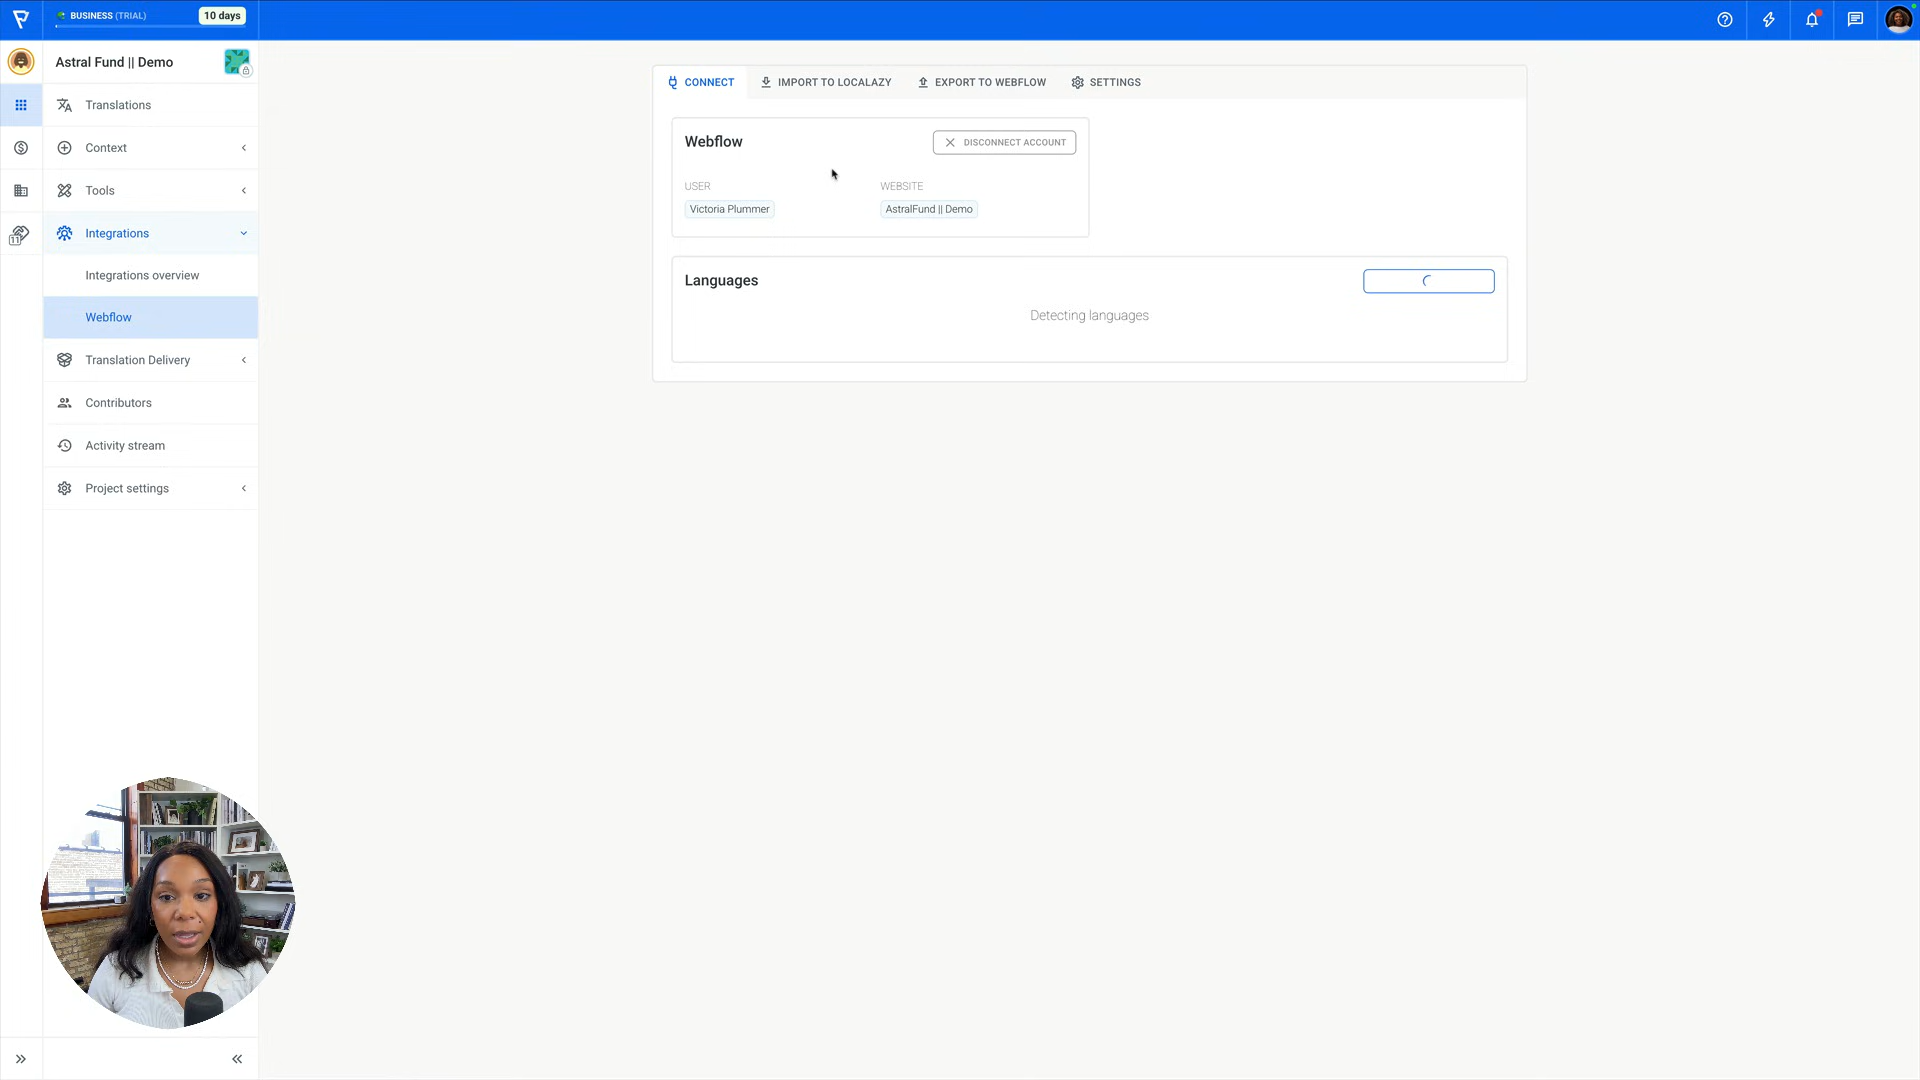 BUSINESS (TRIAL)
10 days
Astral Fund || Demo
Translations
Context
Tools
11
Integrations
Integrations overview
Webflow
Translation Delivery
Contributors
Activity stream
Project settings
CONNECT
IMPORT TO LOCALAZY
EXPORT TO WEBFLOW
SETTINGS
Webflow
DISCONNECT ACCOUNT
USER
WEBSITE
Victoria Plummer
AstralFund || Demo
Languages
Detecting languages